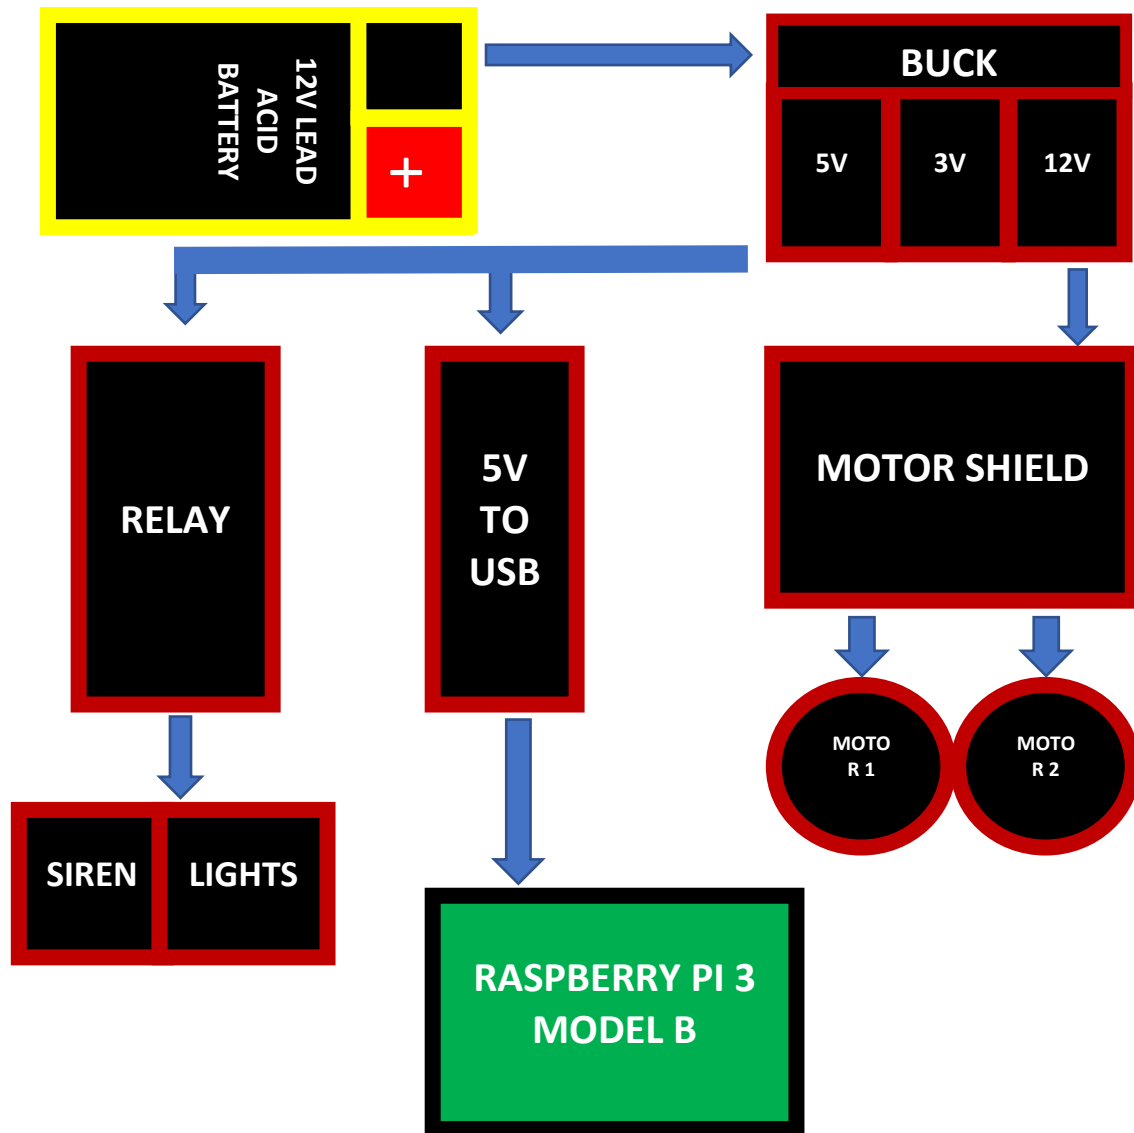 12V LEAD
ACID
BATTERY
+
BUCK
5V
3V
12V
RELAY
5V
TO
USB
MOTOR SHIELD
MOTO
R 1
MOTO
R 2
SIREN
LIGHTS
RASPBERRY PI 3
MODEL B